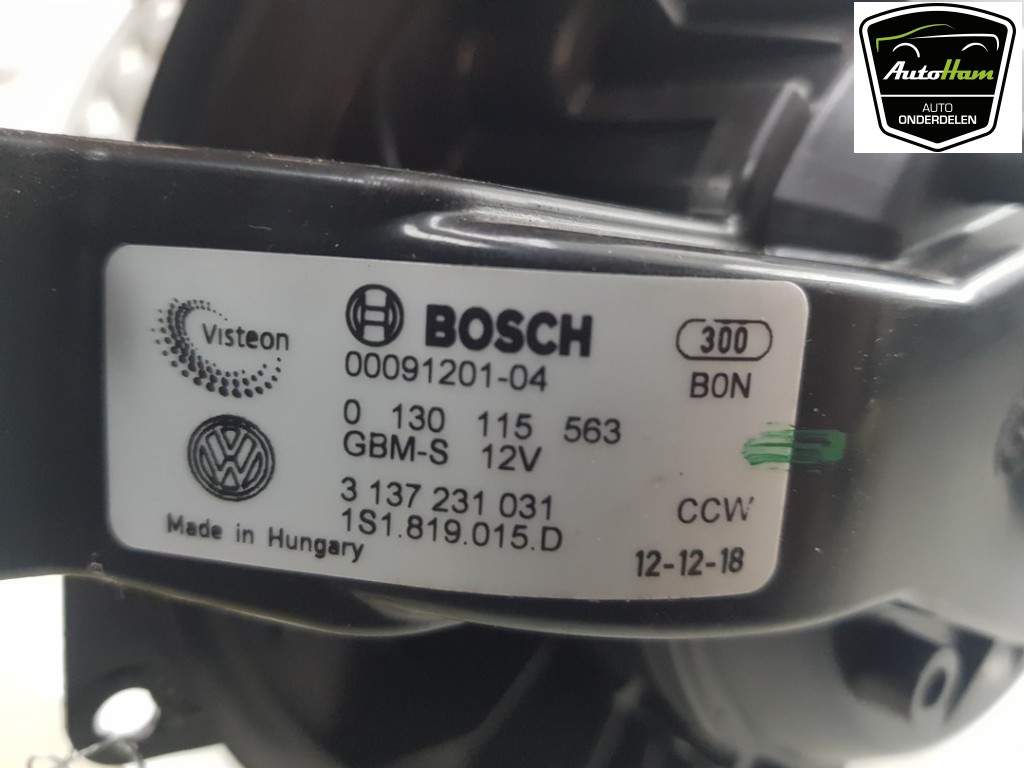 AutoHam
AUTO
ONDERDELEN
Visteon
BOSCH
00091201-04
0 130 115 563
GBM-S 12V
3 137 231 031
1S1.819.015.D
300
B0N
CCW
12-12-18
Made in Hungary